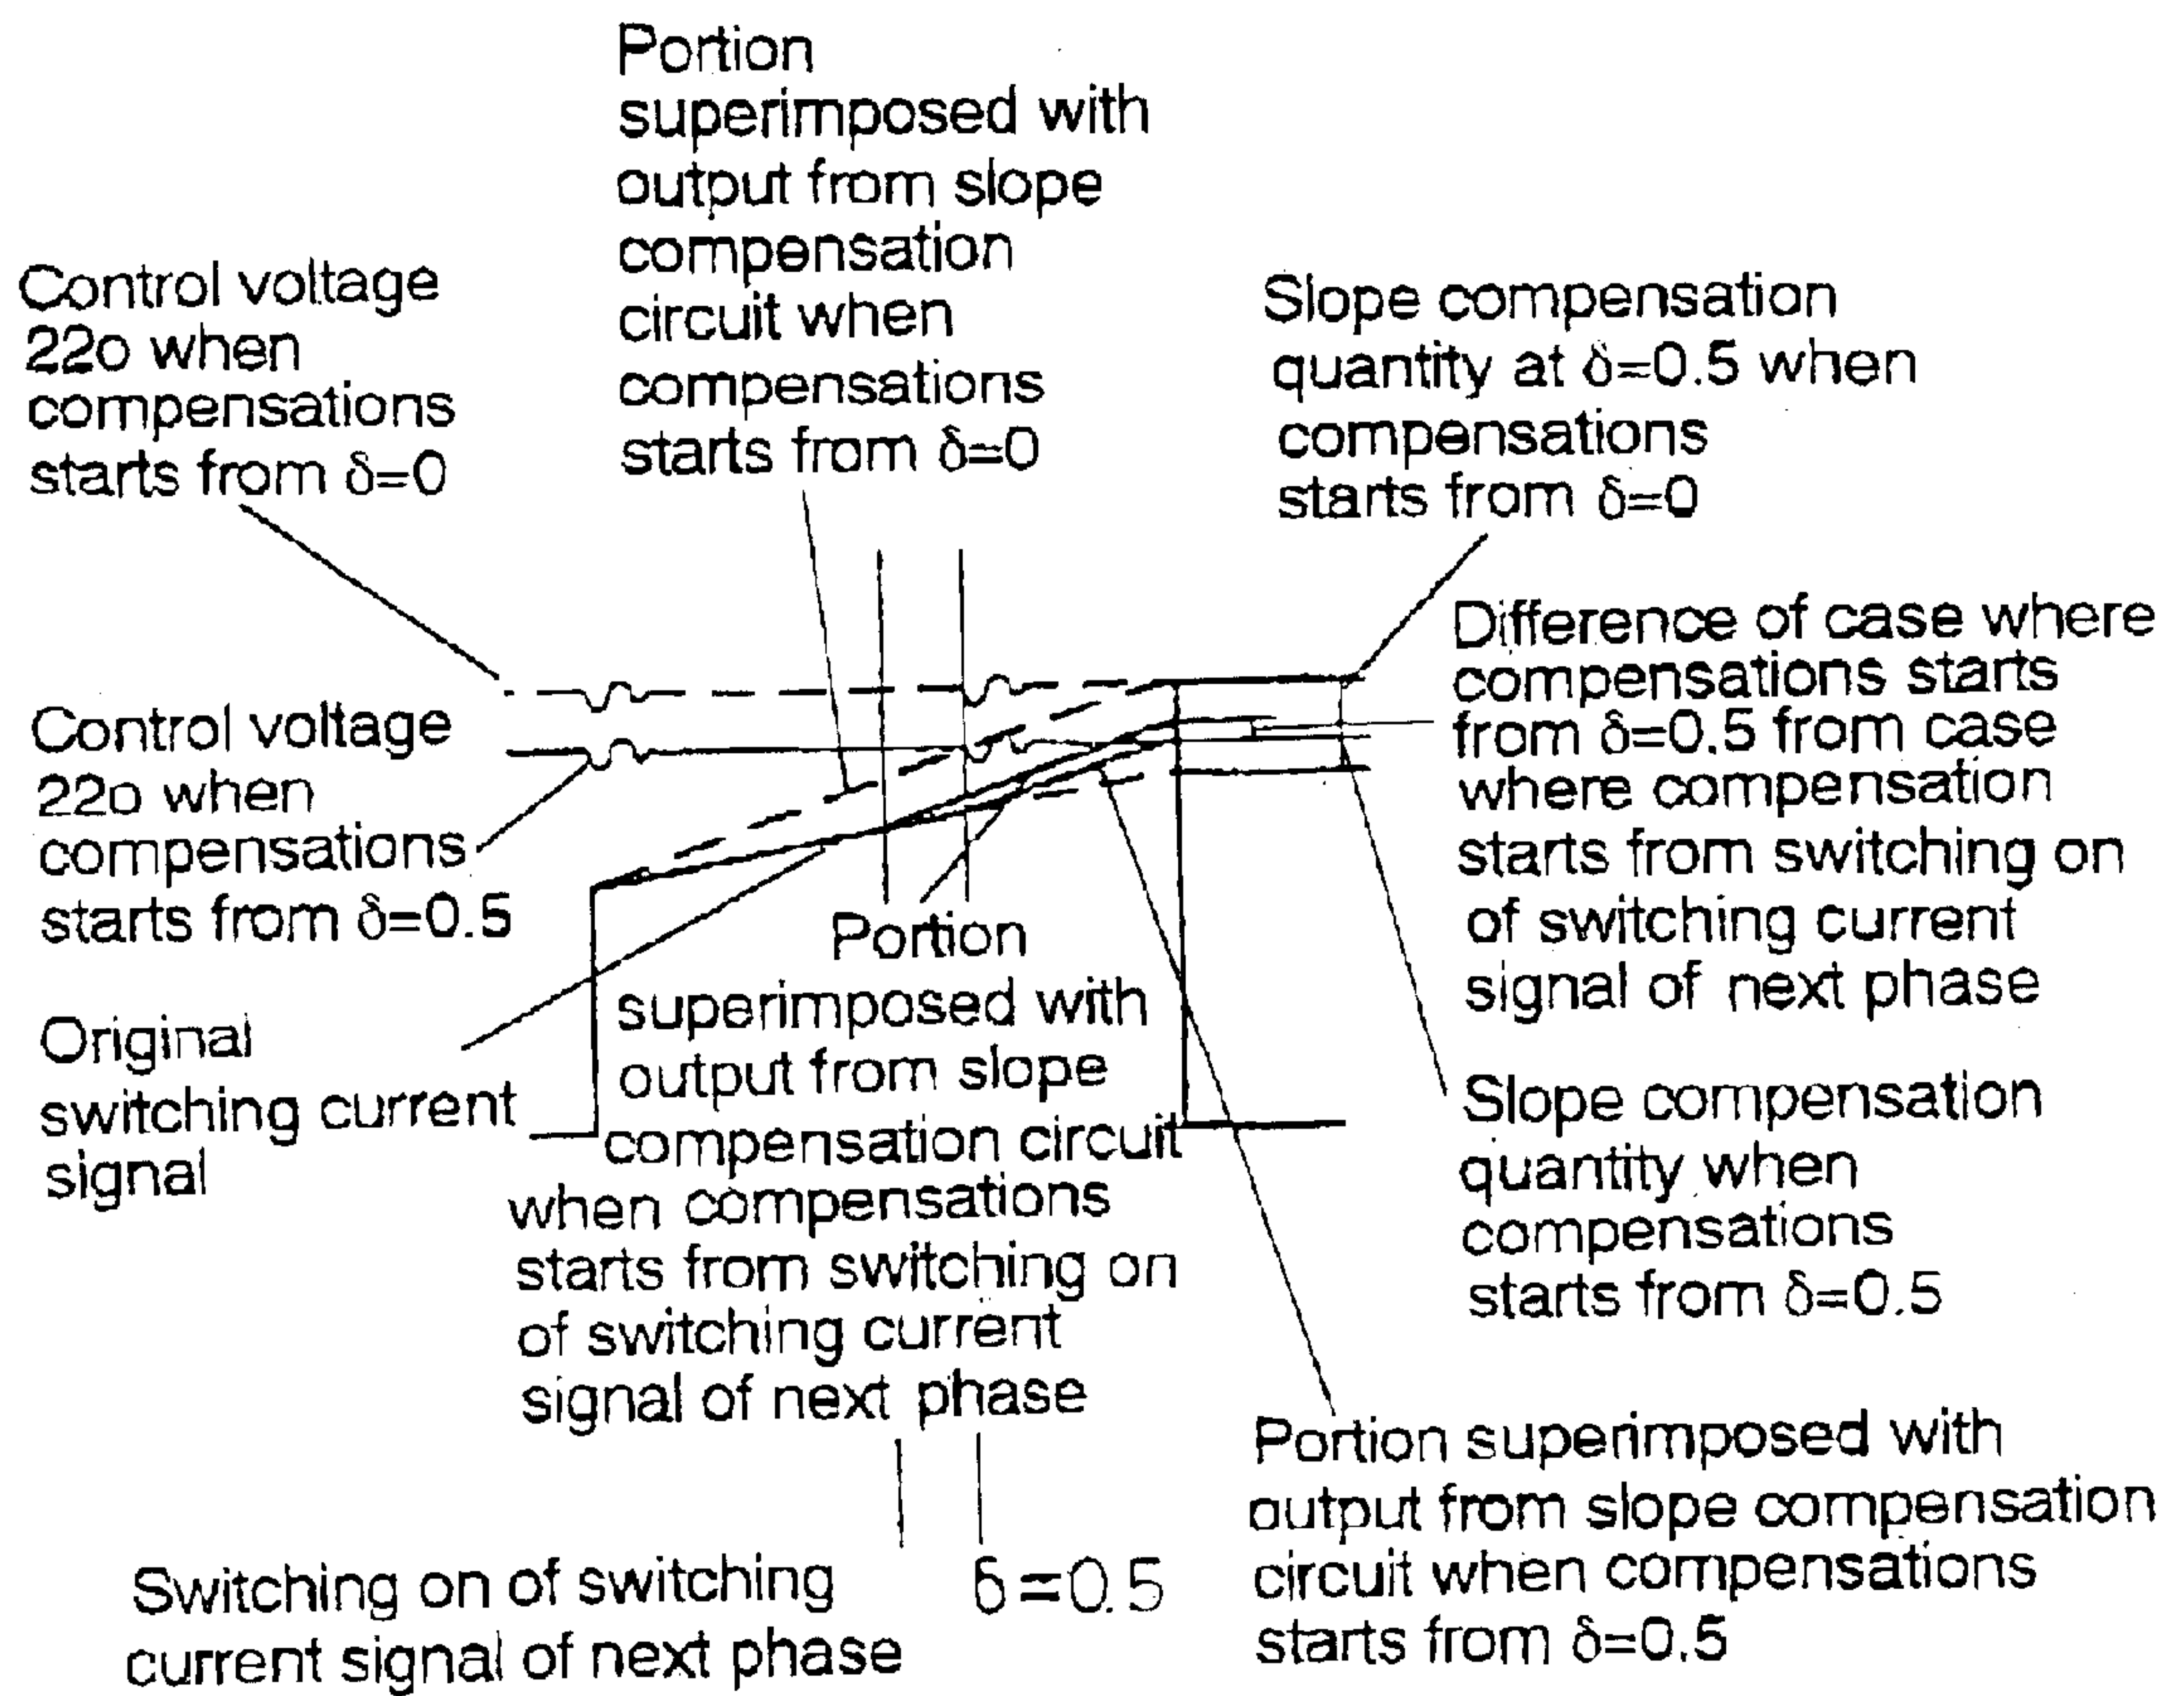 Portion
superimposed with
output from slope
compensation
circuit when
compensations
starts from δ=0
Control voltage
22o when
compensations
starts from δ=0
Slope compensation
quantity at δ=0.5 when
compensations
starts from δ=0
Control voltage
22o when
compensations
starts from δ=0.5
Difference of case where
compensations starts
from δ=0.5 from case
where compensation
starts from switching on
of switching current
signal of next phase
Original
switching current
signal
Portion
superimposed with
output from slope
compensation circuit
when compensations
starts from switching on
of switching current
signal of next phase
Slope compensation
quantity when
compensations
starts from δ=0.5
Portion superimposed with
output from slope compensation
circuit when compensations
starts from δ=0.5
Switching on of switching
current signal of next phase
δ=0.5